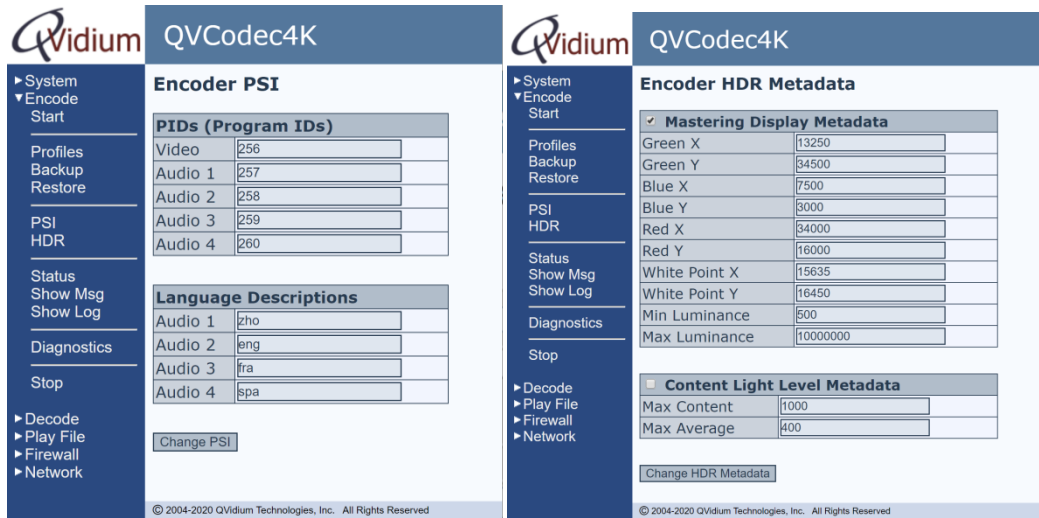 QVidium
QVCodec4K
►System
▼Encode
Start
Profiles
Backup
Restore
PSI
HDR
Status
Show Msg
Show Log
Diagnostics
Stop
►Decode
►Play File
►Firewall
►Network
Encoder PSI
PIDs (Program IDs)
Video 256
Audio 1 257
Audio 2 258
Audio 3 259
Audio 4 260
Language Descriptions
Audio 1 zho
Audio 2 eng
Audio 3 fra
Audio 4 spa
Change PSI
© 2004-2020 QVidium Technologies, Inc. All Rights Reserved
QVidium
QVCodec4K
►System
▼Encode
Start
Profiles
Backup
Restore
PSI
HDR
Status
Show Msg
Show Log
Diagnostics
Stop
►Decode
►Play File
►Firewall
►Network
Encoder HDR Metadata
Mastering Display Metadata
Green X 13250
Green Y 34500
Blue X 7500
Blue Y 3000
Red X 34000
Red Y 16000
White Point X 15635
White Point Y 16450
Min Luminance 500
Max Luminance 10000000
Content Light Level Metadata
Max Content 1000
Max Average 400
Change HDR Metadata
© 2004-2020 QVidium Technologies, Inc. All Rights Reserved